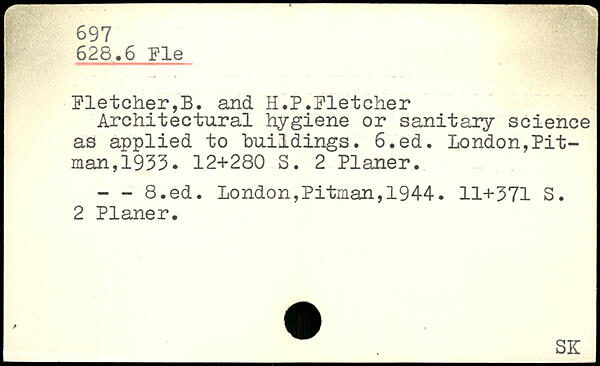 697
628.6 Fle
Fletcher,B. and H.P.Fletcher
Architectural hygiene or sanitary science
as applied to buildings. 6.ed. London,Pit-
man,1933. 12+280 S. 2 Planer.
- - 8.ed. London,Pitman,1944. 11+371 S.
2 Planer.
SK